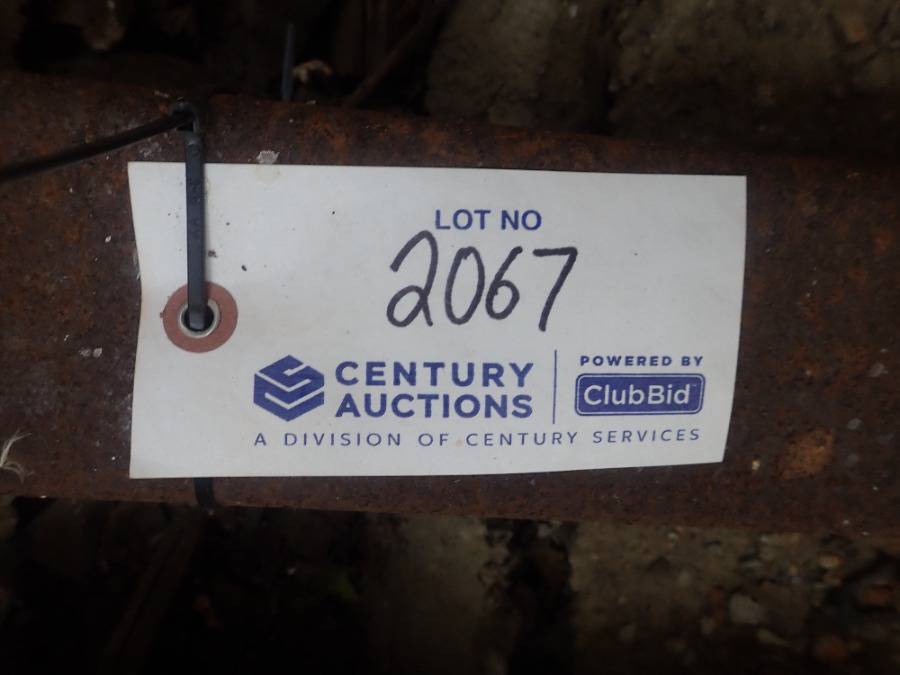 LOT NO
2067
CENTURY AUCTIONS
POWERED BY
ClubBid
A DIVISION OF CENTURY SERVICES